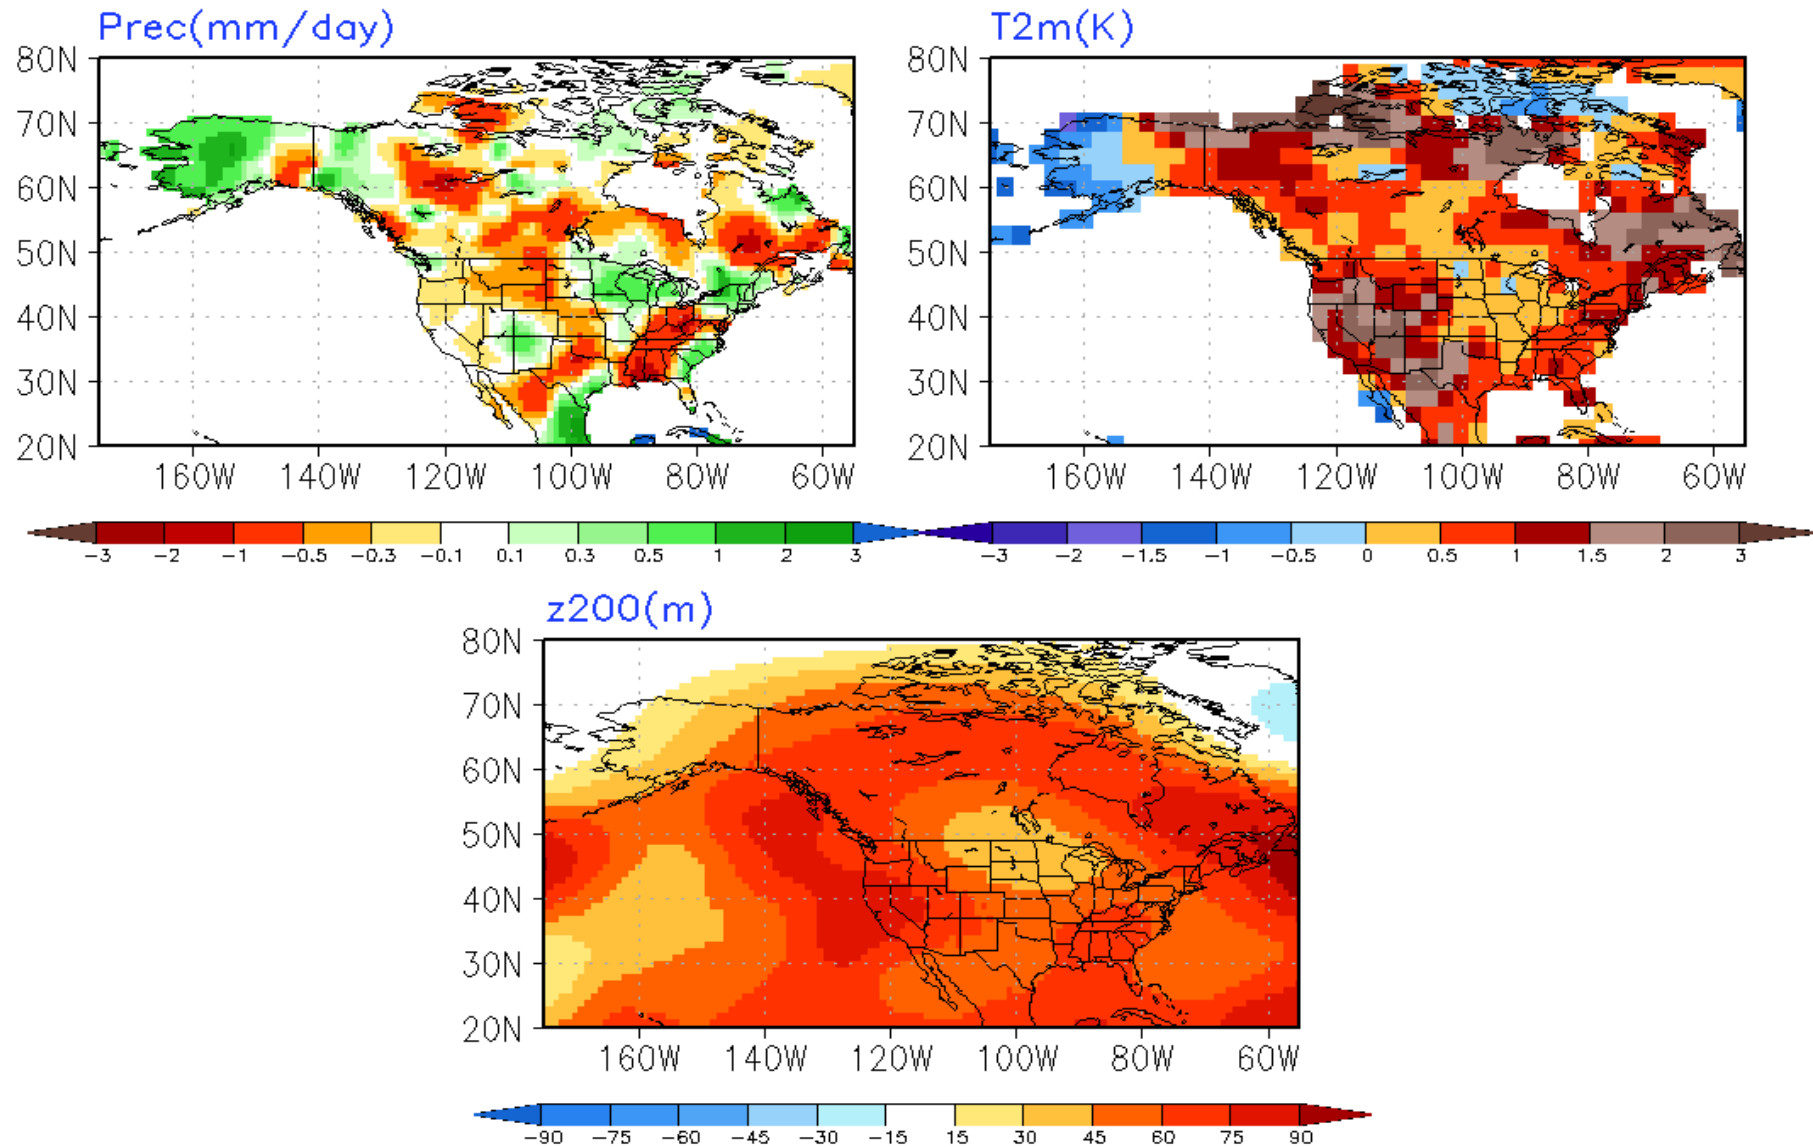 Prec(mm/day)
80N
70N
60N
50N
40N
30N
20N
160W 140W 120W 100W 80W 60W
-3 -2 -1 -0.5 -0.3 -0.1 0.1 0.3 0.5 1 2 3
T2m(K)
80N
70N
60N
50N
40N
30N
20N
160W 140W 120W 100W 80W 60W
-3 -2 -1.5 -1 -0.5 0 0.5 1 1.5 2 3
z200(m)
80N
70N
60N
50N
40N
30N
20N
160W 140W 120W 100W 80W 60W
-90 -75 -60 -45 -30 -15 15 30 45 60 75 90